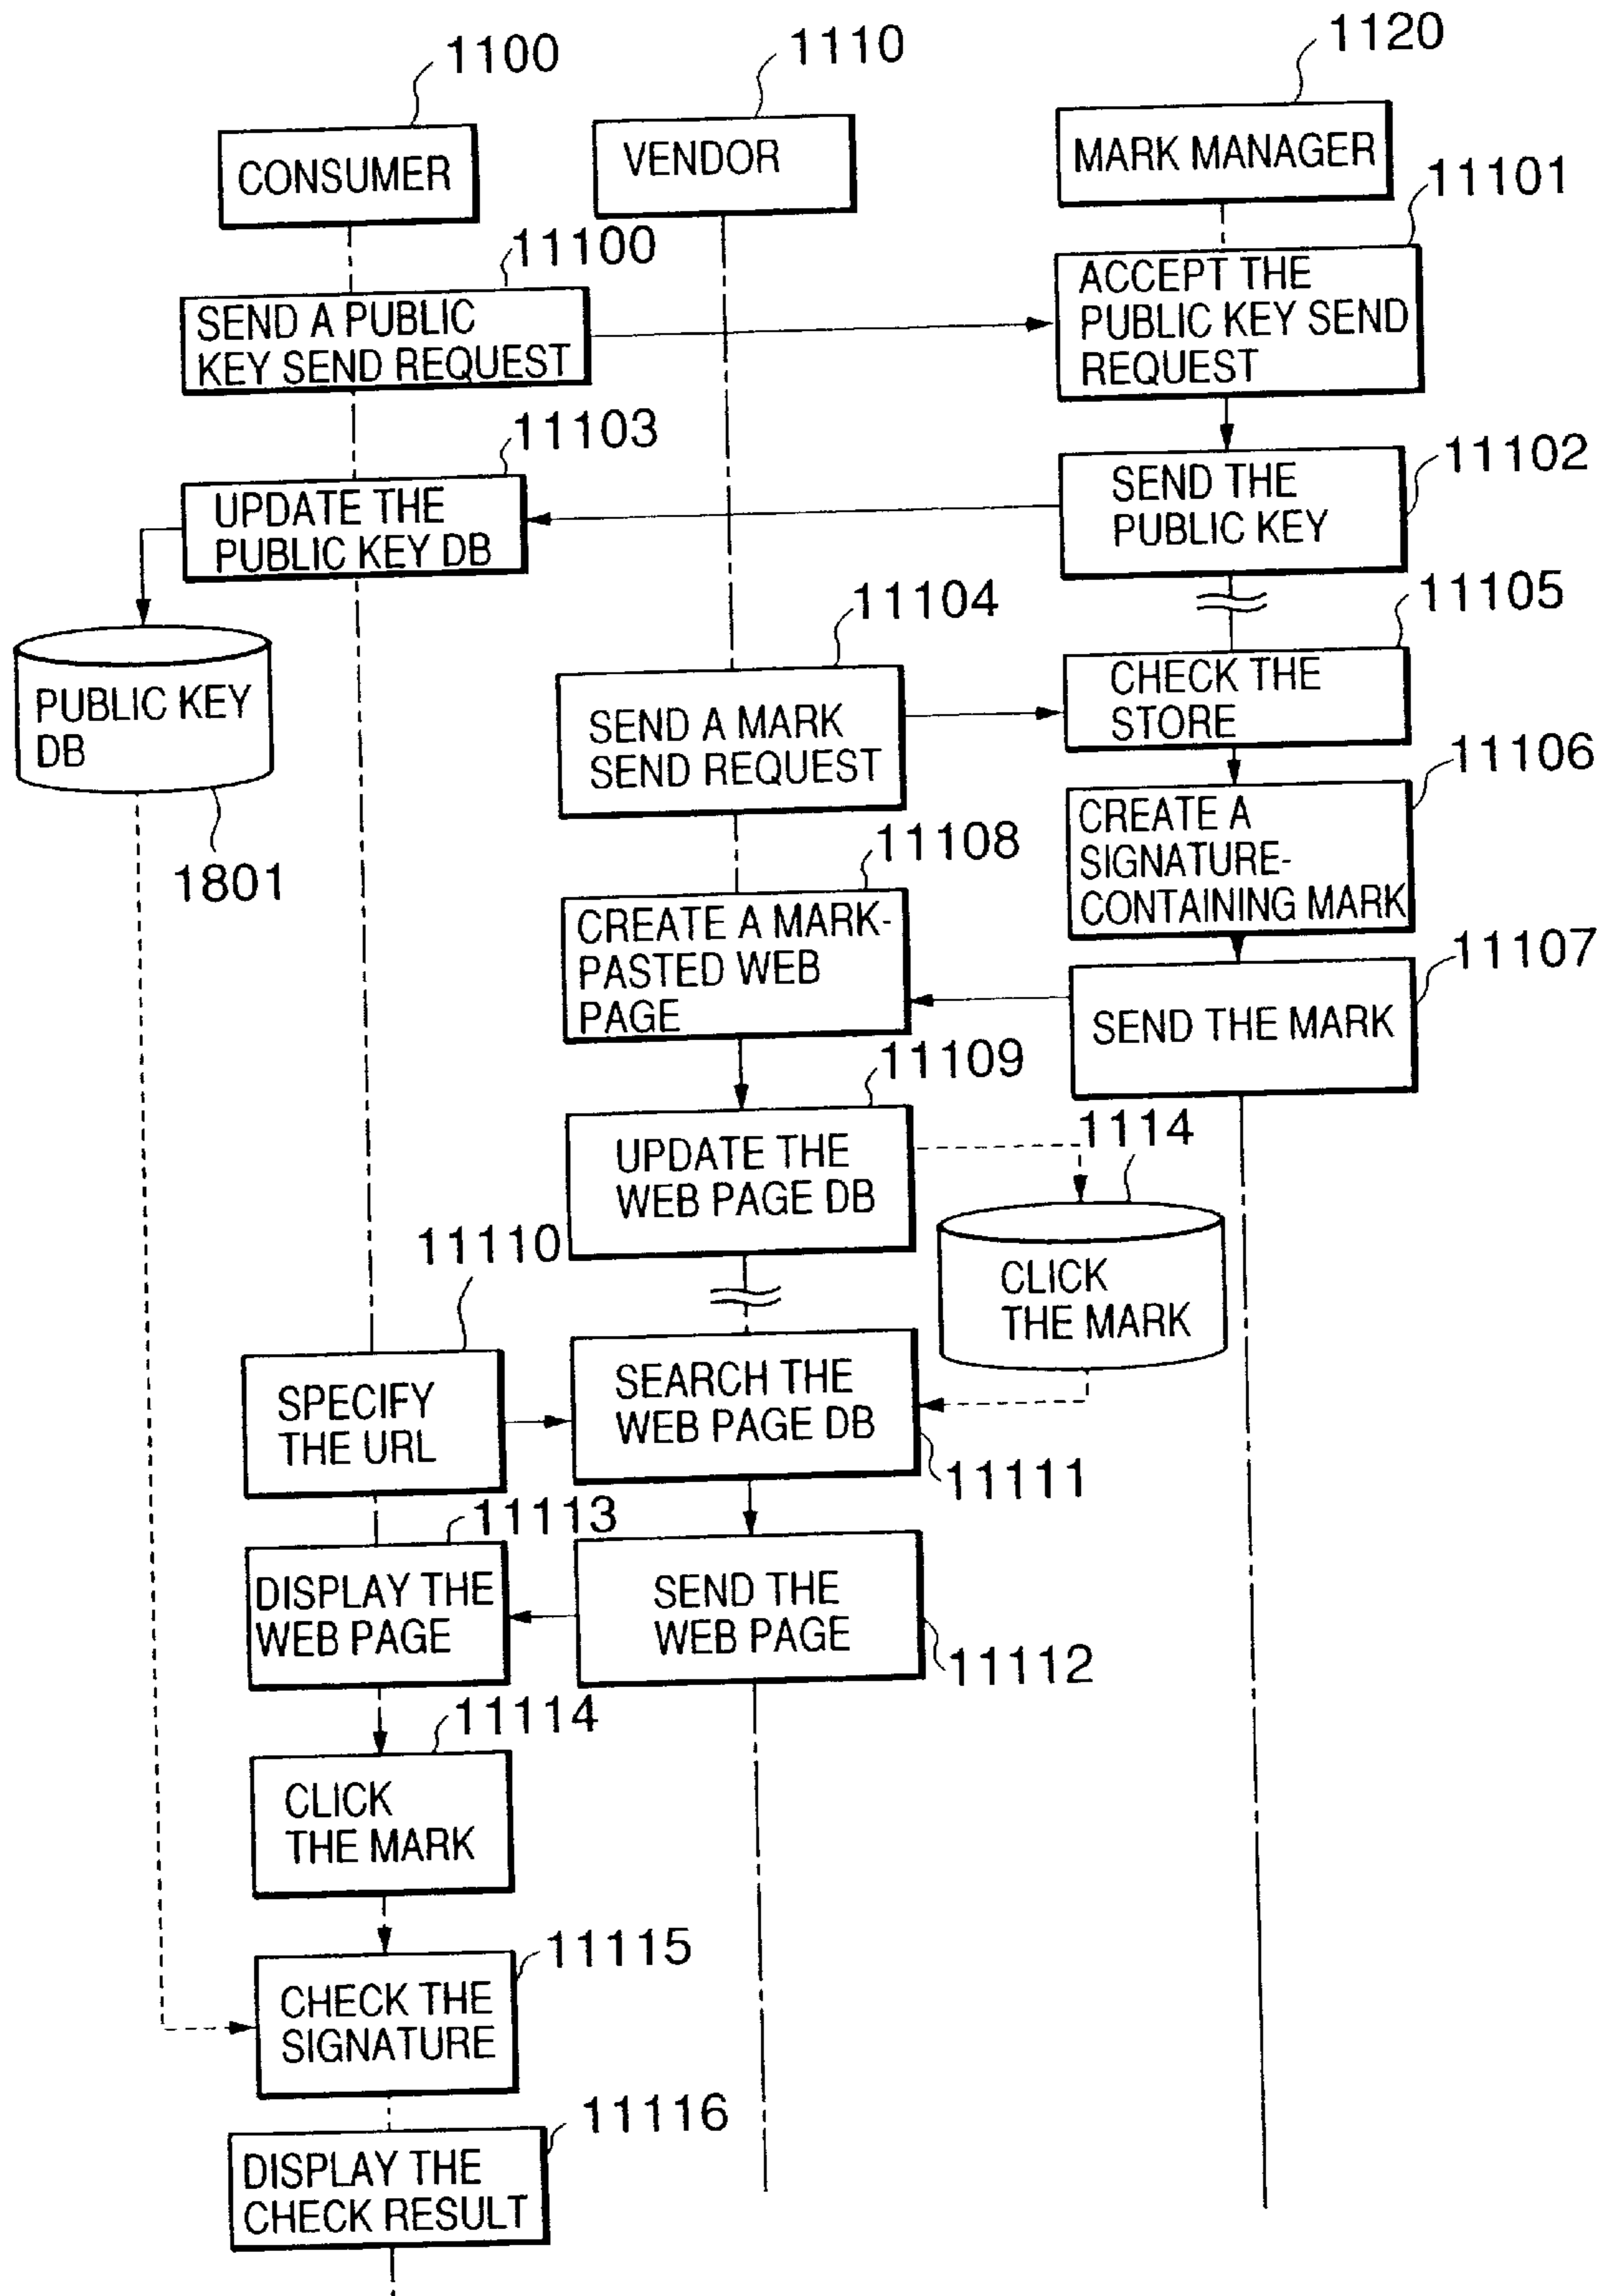 1100
1110
1120
CONSUMER
VENDOR
MARK MANAGER
11101
11100
SEND A PUBLIC
KEY SEND REQUEST
ACCEPT THE
PUBLIC KEY SEND
REQUEST
11103
UPDATE THE
PUBLIC KEY DB
11102
SEND THE
PUBLIC KEY
PUBLIC KEY
DB
1801
11104
SEND A MARK
SEND REQUEST
11105
CHECK THE
STORE
11106
CREATE A
SIGNATURE-
CONTAINING MARK
11108
CREATE A MARK-
PASTED WEB
PAGE
11107
SEND THE MARK
11109
UPDATE THE
WEB PAGE DB
1114
CLICK
THE MARK
11110
SPECIFY
THE URL
SEARCH THE
WEB PAGE DB
11111
11113
DISPLAY THE
WEB PAGE
SEND THE
WEB PAGE
11112
11114
CLICK
THE MARK
11115
CHECK THE
SIGNATURE
11116
DISPLAY THE
CHECK RESULT